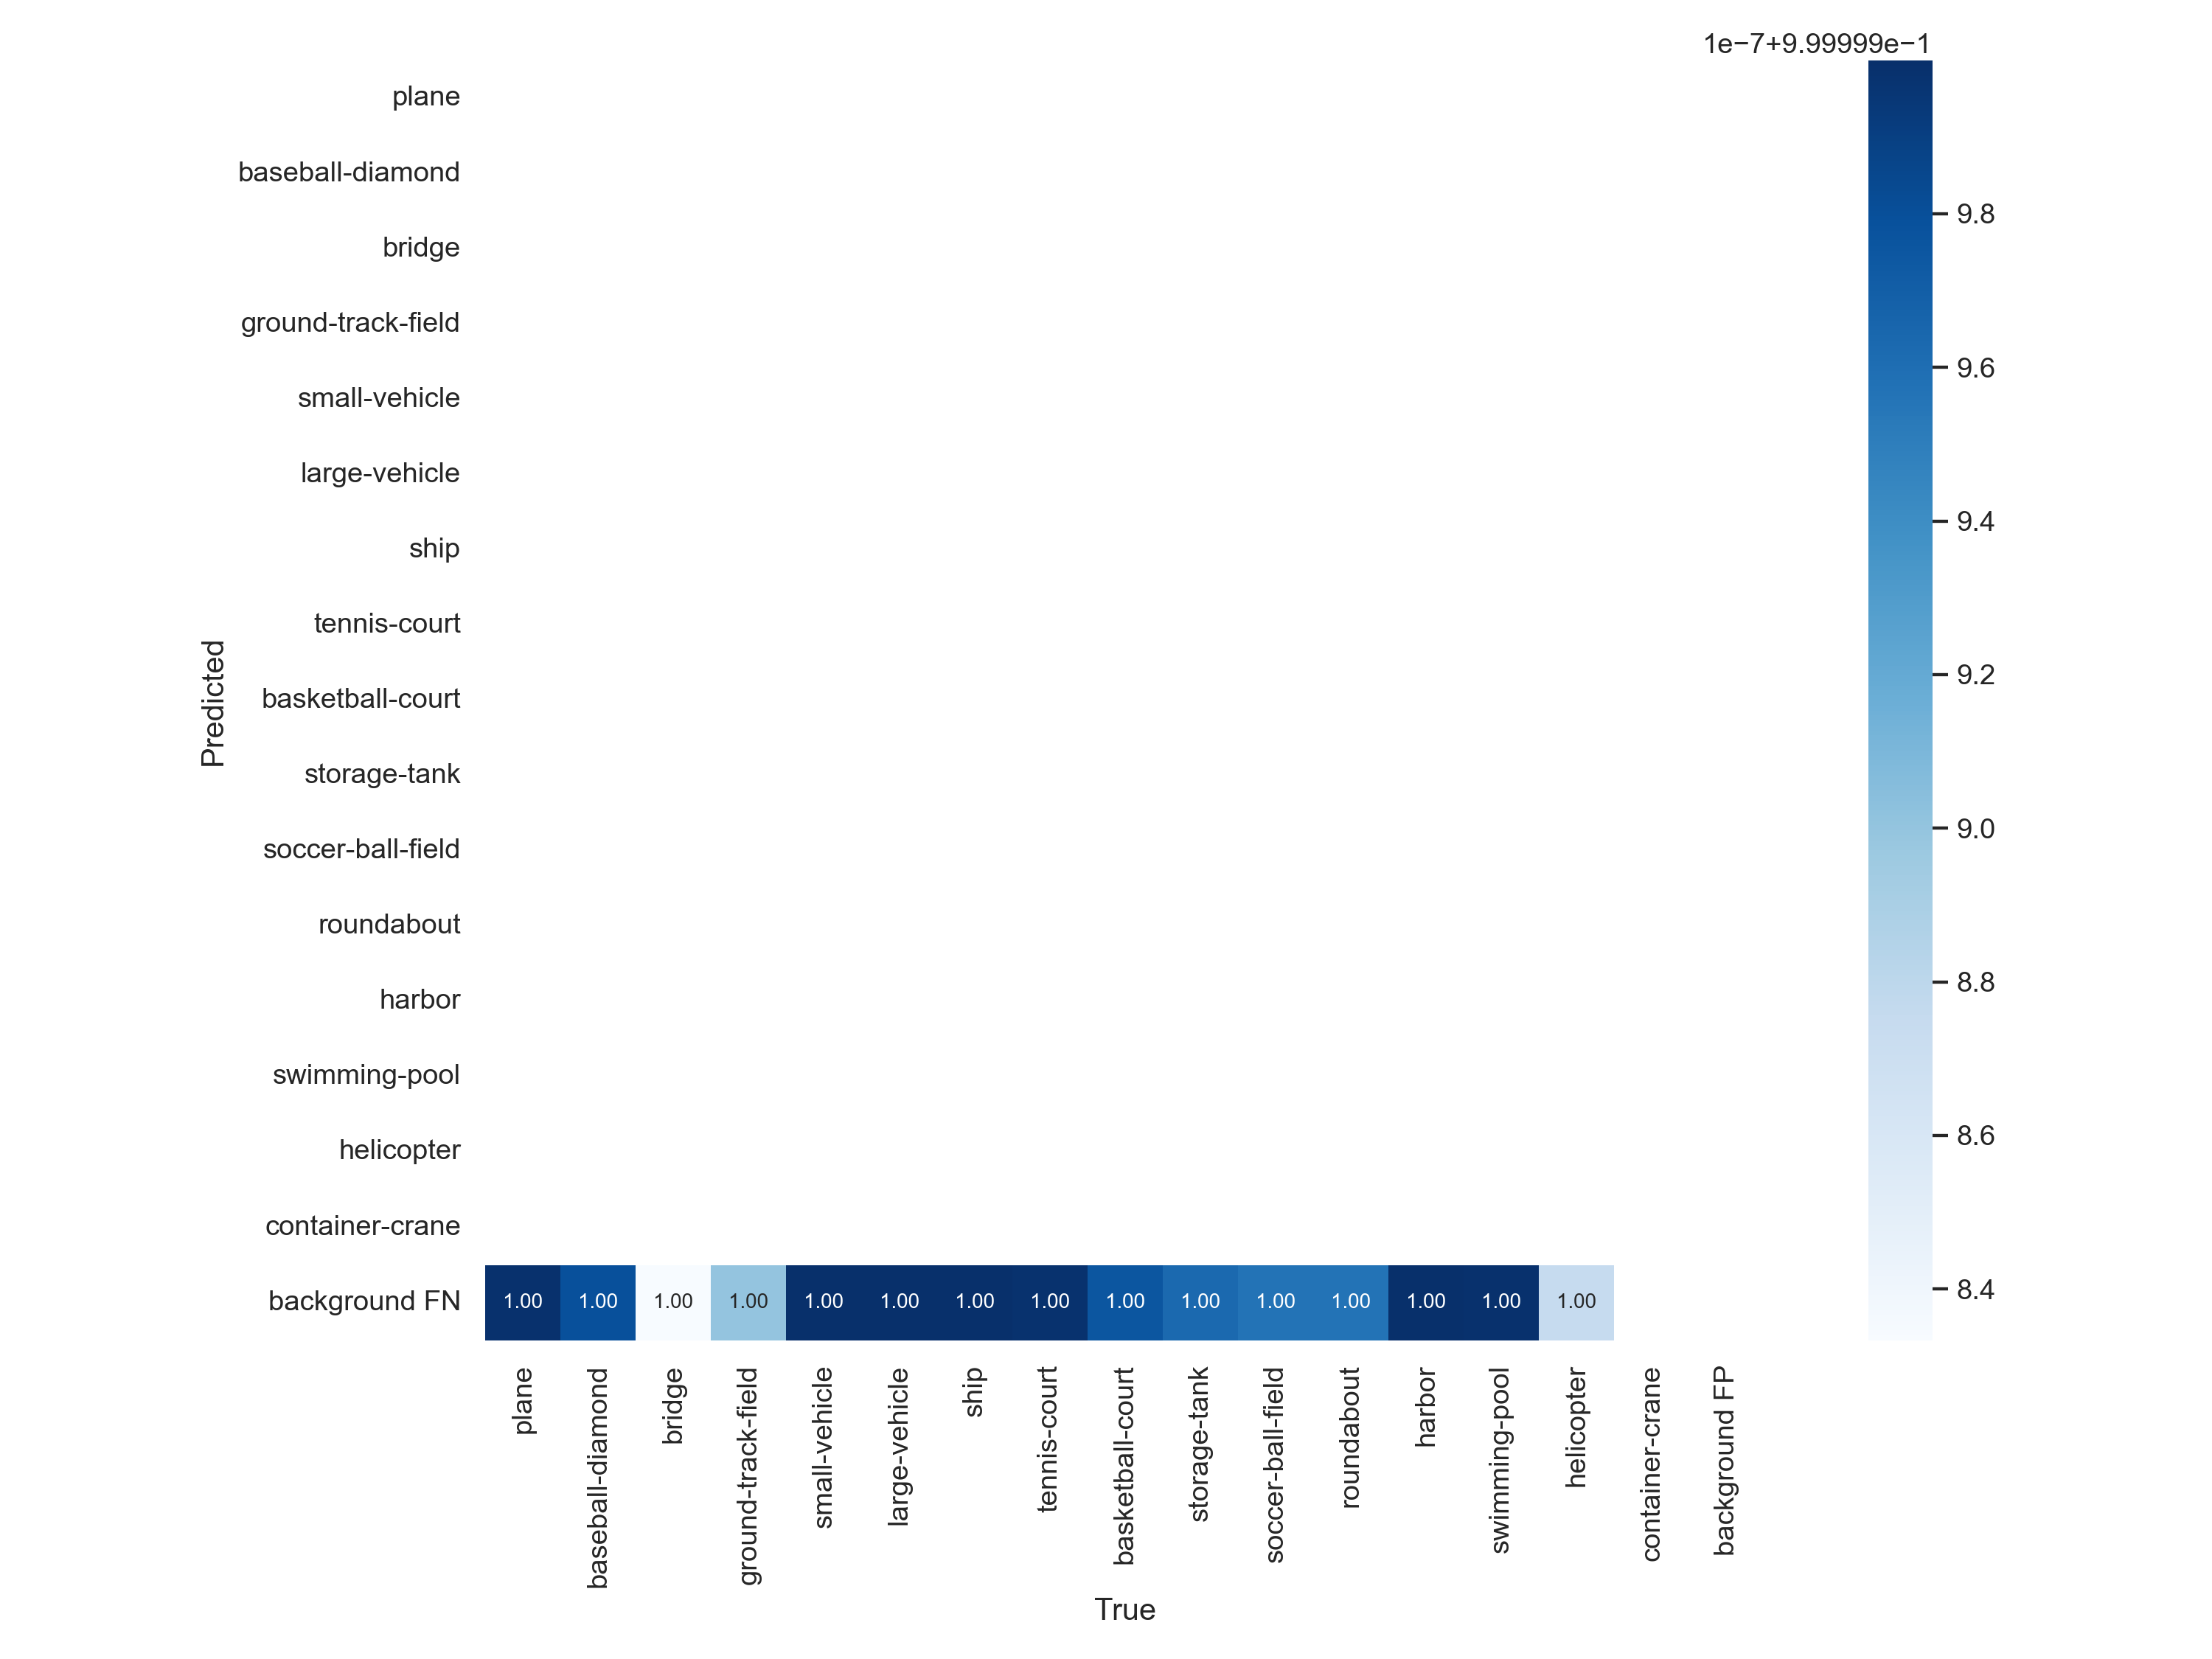 1e−7+9.99999e−1
plane
baseball-diamond
bridge
ground-track-field
small-vehicle
large-vehicle
ship
tennis-court
basketball-court
storage-tank
soccer-ball-field
roundabout
harbor
swimming-pool
helicopter
container-crane
background FN
Predicted
1.00 1.00 1.00 1.00 1.00 1.00 1.00 1.00 1.00 1.00 1.00 1.00 1.00 1.00 1.00
plane
baseball-diamond
bridge
ground-track-field
small-vehicle
large-vehicle
ship
tennis-court
basketball-court
storage-tank
soccer-ball-field
roundabout
harbor
swimming-pool
helicopter
container-crane
background FP
True
9.8
9.6
9.4
9.2
9.0
8.8
8.6
8.4